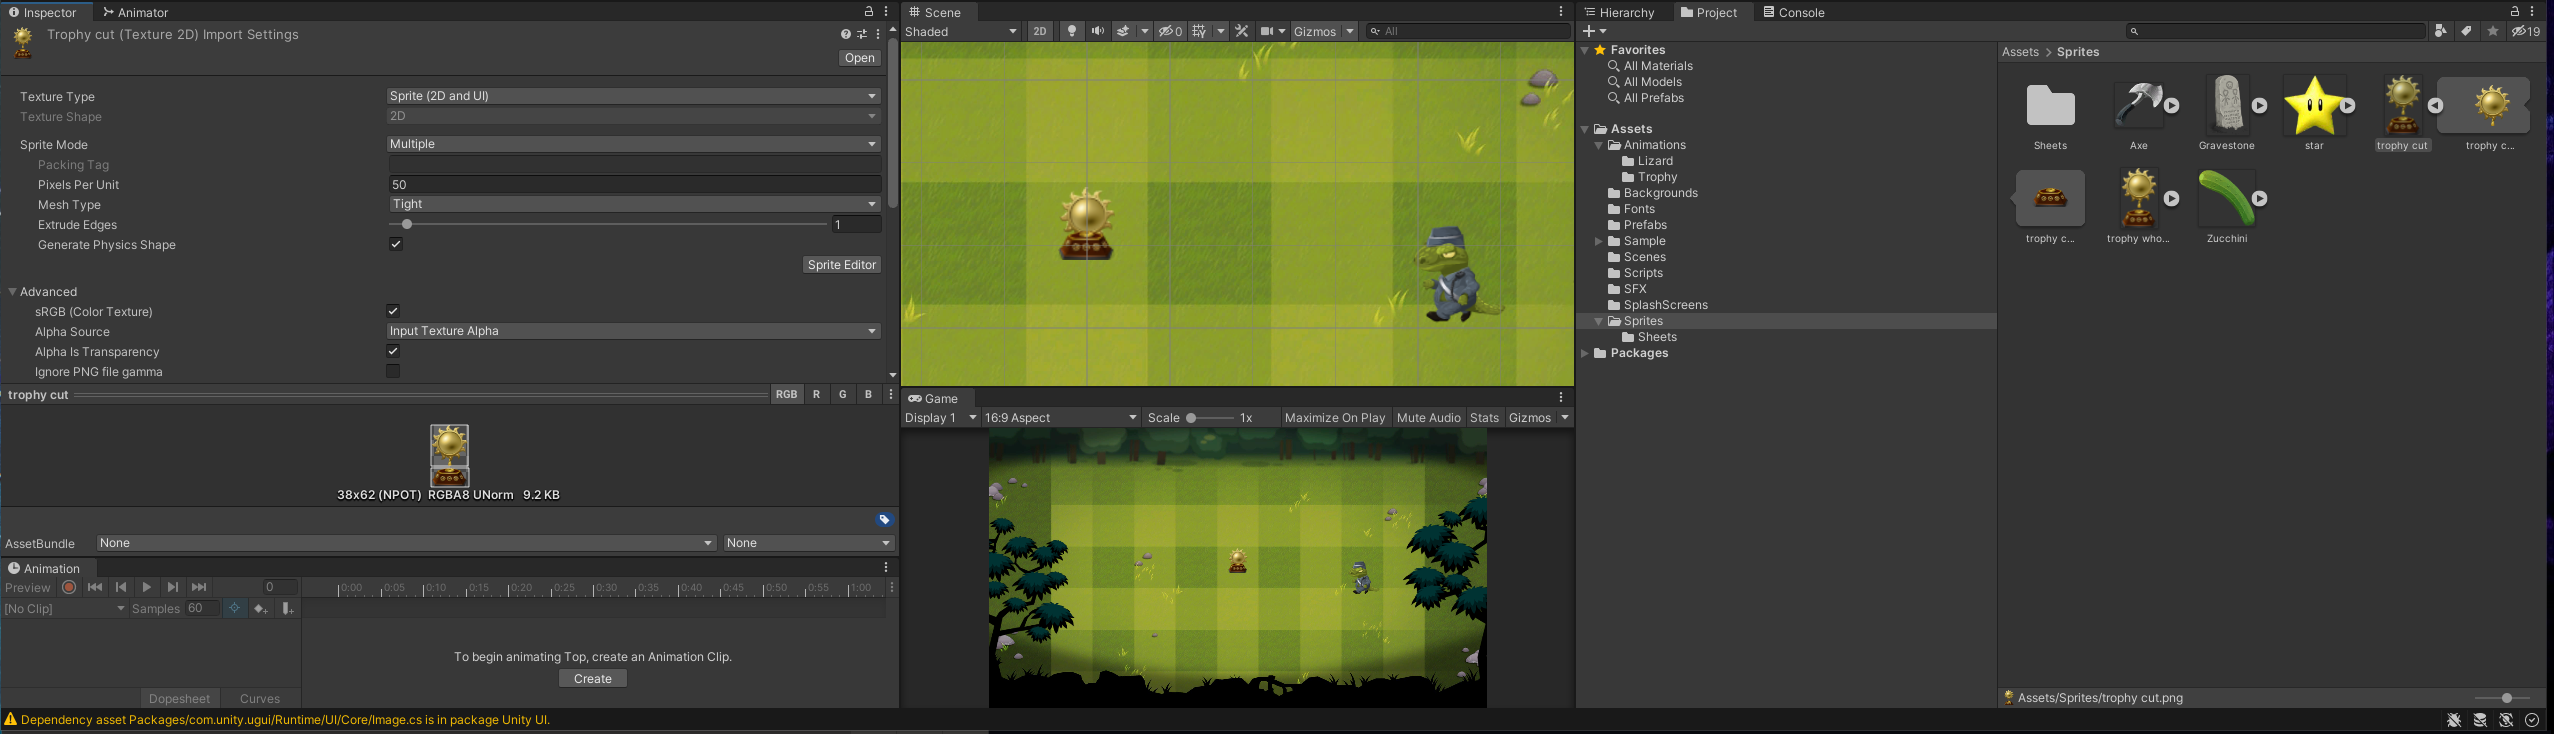 Inspector
Animator
Trophy cut (Texture 2D) Import Settings
Open
Texture Type
Sprite (2D and UI)
Texture Shape
2D
Sprite Mode
Multiple
Packing Tag
Pixels Per Unit
50
Mesh Type
Tight
Extrude Edges
1
Generate Physics Shape
Sprite Editor
Advanced
sRGB (Color Texture)
Alpha Source
Input Texture Alpha
Alpha Is Transparency
Ignore PNG file gamma
trophy cut
RGB R G B
38x62 (NPOT) RGBA8 UNorm 9.2 KB
AssetBundle
None
None
Animation
Preview
0
0:00 0:05 0:10 0:15 0:20 0:25 0:30 0:35 0:40 0:45 0:50 0:55 1:00
[No Clip]
Samples 60
To begin animating Top, create an Animation Clip.
Create
Dopesheet
Curves
Dependency asset Packages/com.unity.ugui/Runtime/UI/Core/Image.cs is in package Unity UI.
Scene
Shaded
2D
0
Gizmos
All
Game
Display 1
16:9 Aspect
Scale
1x
Maximize On Play
Mute Audio
Stats
Gizmos
Hierarchy
Project
Console
19
Favorites
All Materials
All Models
All Prefabs
Assets
Animations
Lizard
Trophy
Backgrounds
Fonts
Prefabs
Sample
Scenes
Scripts
SFX
SplashScreens
Sprites
Sheets
Packages
Assets > Sprites
Sheets
Axe
Gravestone
star
trophy cut
trophy c...
trophy c...
trophy who...
Zucchini
Assets/Sprites/trophy cut.png